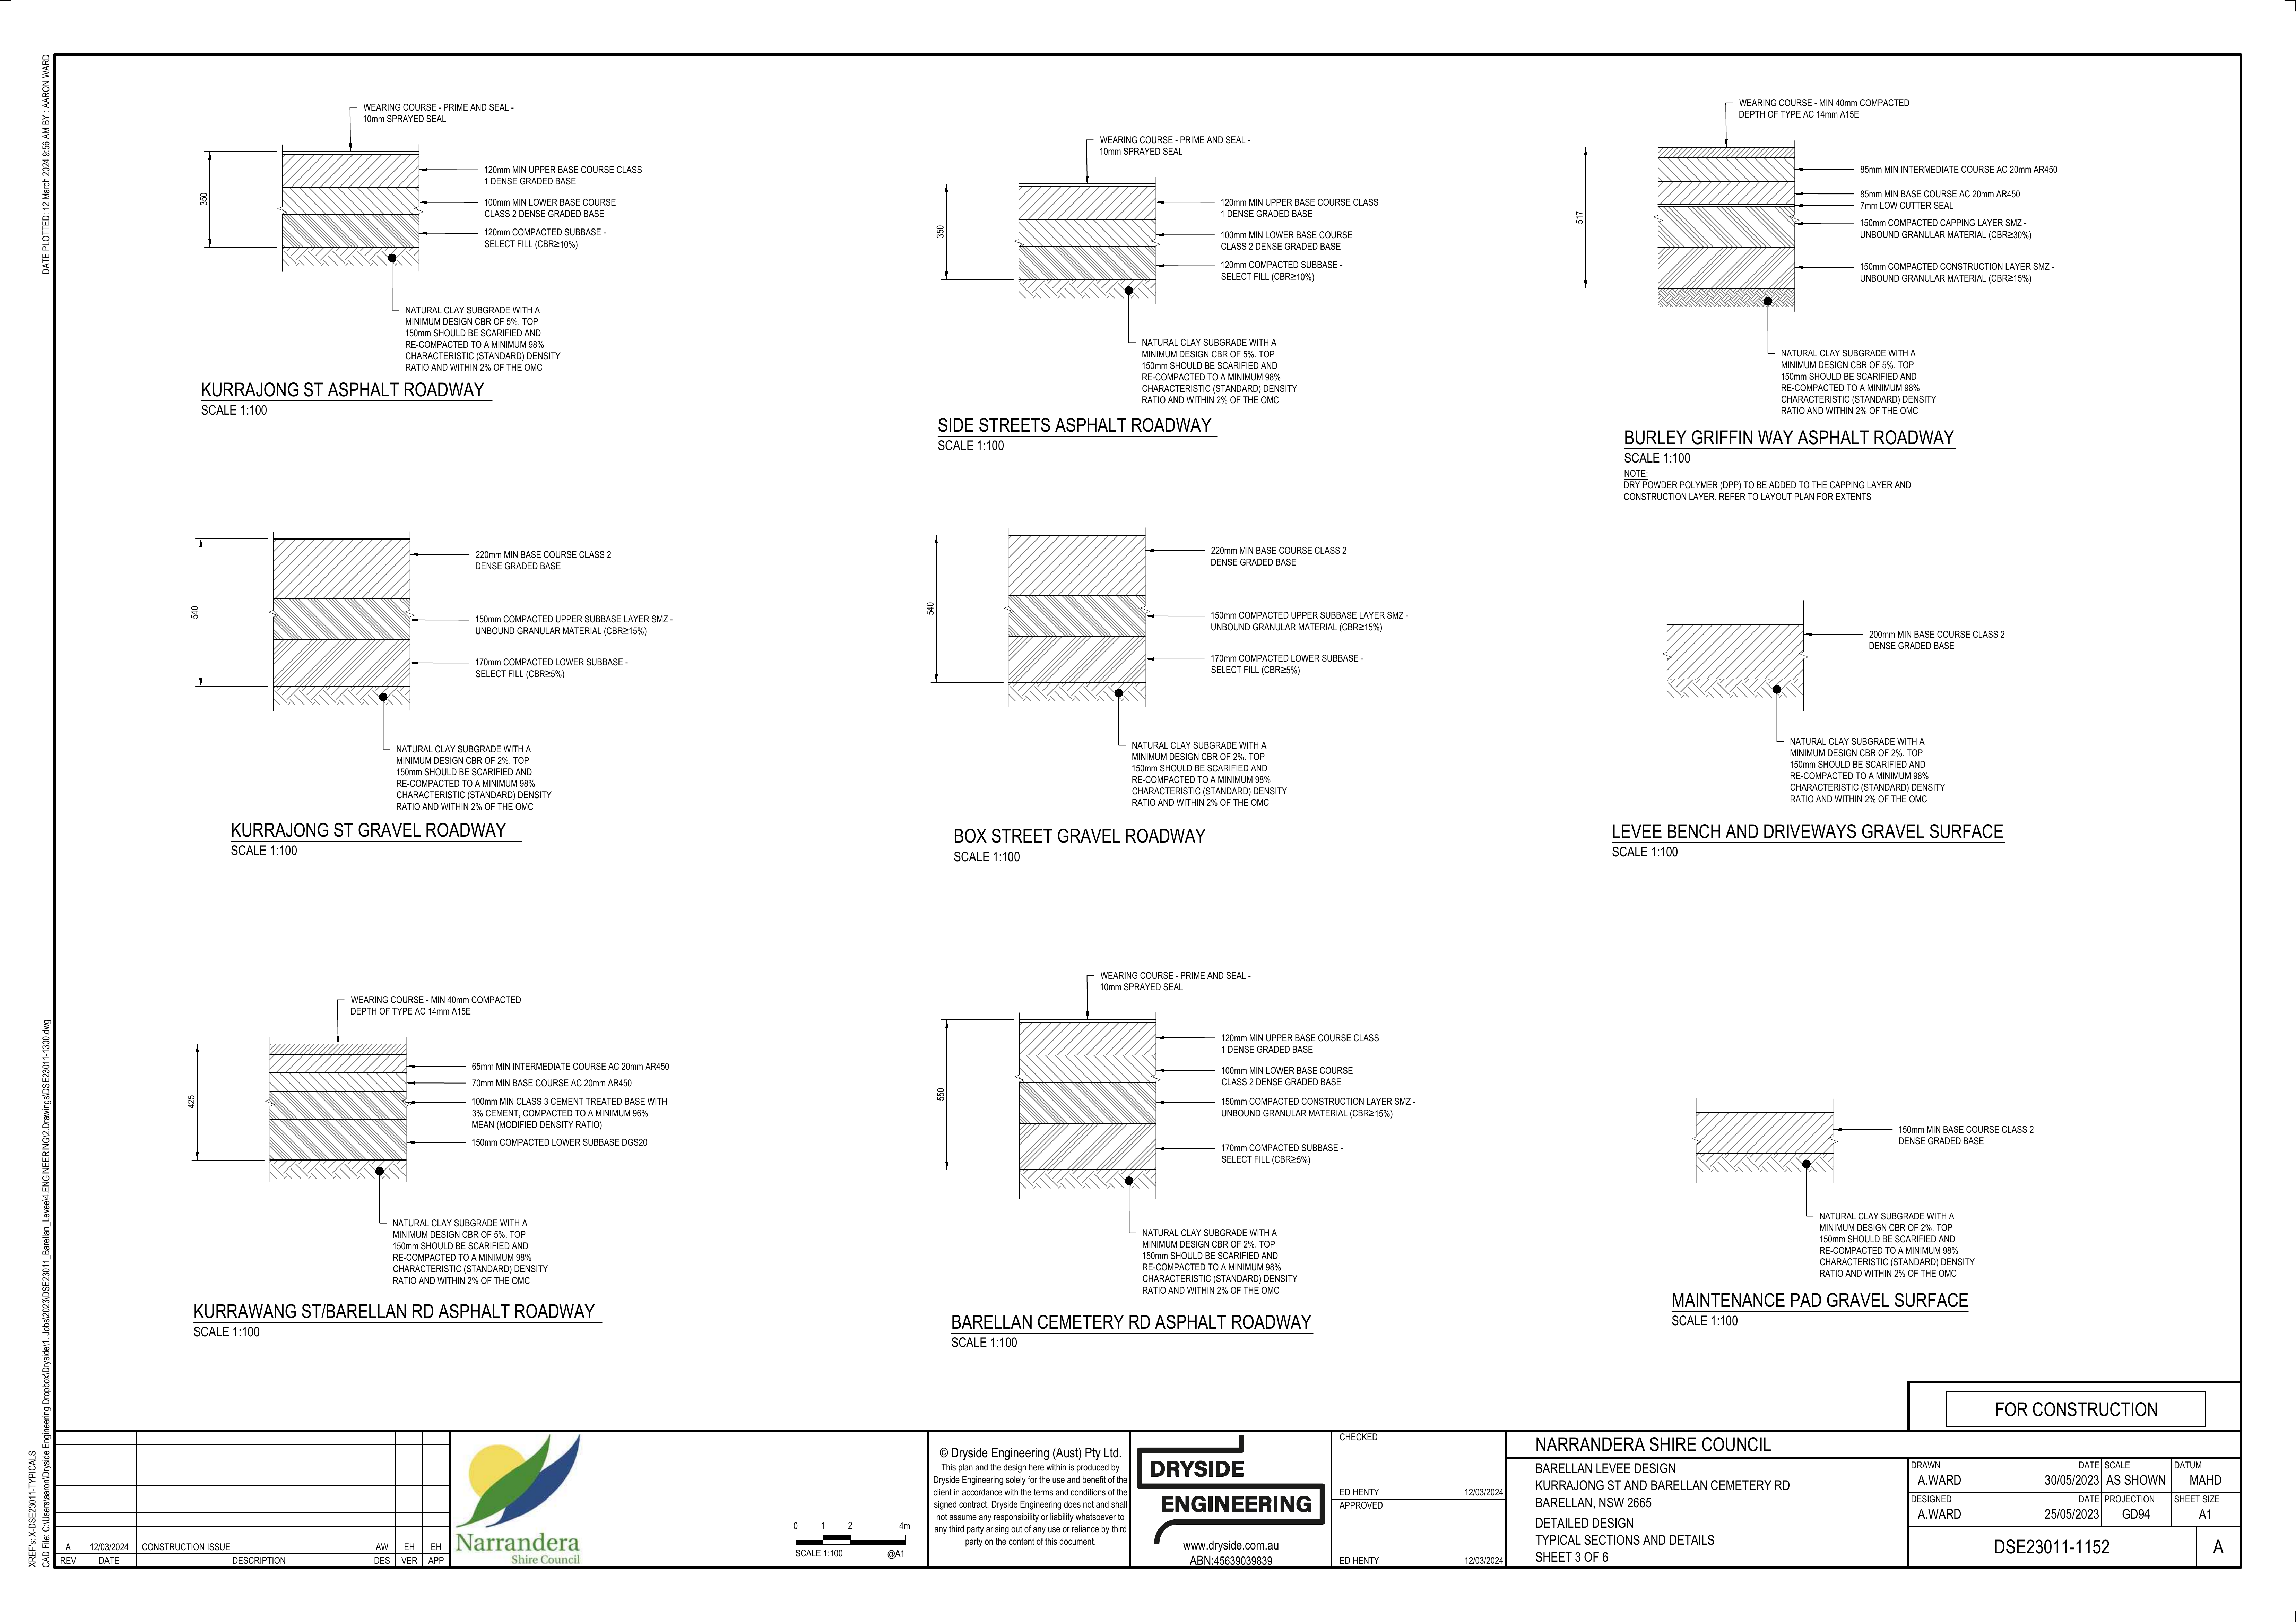 DATE PLOTTED: 12 March 2024 9:56 AM BY : AARON WARD
CAD File: C:\Users\aaron\Dryside Engineering Dropbox\Dryside\1. Jobs\2023\DSE23011_Barellan_Levee\4.ENGINEERING\2.Drawings\DSE23011-1300.dwg
XREF's: X-DSE23011-TYPICALS
WEARING COURSE - PRIME AND SEAL -
10mm SPRAYED SEAL
350
120mm MIN UPPER BASE COURSE CLASS
1 DENSE GRADED BASE
100mm MIN LOWER BASE COURSE
CLASS 2 DENSE GRADED BASE
120mm COMPACTED SUBBASE -
SELECT FILL (CBR≥10%)
NATURAL CLAY SUBGRADE WITH A
MINIMUM DESIGN CBR OF 5%. TOP
150mm SHOULD BE SCARIFIED AND
RE-COMPACTED TO A MINIMUM 98%
CHARACTERISTIC (STANDARD) DENSITY
RATIO AND WITHIN 2% OF THE OMC
KURRAJONG ST ASPHALT ROADWAY
SCALE 1:100
WEARING COURSE - PRIME AND SEAL -
10mm SPRAYED SEAL
350
120mm MIN UPPER BASE COURSE CLASS
1 DENSE GRADED BASE
100mm MIN LOWER BASE COURSE
CLASS 2 DENSE GRADED BASE
120mm COMPACTED SUBBASE -
SELECT FILL (CBR≥10%)
NATURAL CLAY SUBGRADE WITH A
MINIMUM DESIGN CBR OF 5%. TOP
150mm SHOULD BE SCARIFIED AND
RE-COMPACTED TO A MINIMUM 98%
CHARACTERISTIC (STANDARD) DENSITY
RATIO AND WITHIN 2% OF THE OMC
SIDE STREETS ASPHALT ROADWAY
SCALE 1:100
WEARING COURSE - MIN 40mm COMPACTED
DEPTH OF TYPE AC 14mm A15E
517
85mm MIN INTERMEDIATE COURSE AC 20mm AR450
85mm MIN BASE COURSE AC 20mm AR450
7mm LOW CUTTER SEAL
150mm COMPACTED CAPPING LAYER SMZ -
UNBOUND GRANULAR MATERIAL (CBR≥30%)
150mm COMPACTED CONSTRUCTION LAYER SMZ -
UNBOUND GRANULAR MATERIAL (CBR≥15%)
NATURAL CLAY SUBGRADE WITH A
MINIMUM DESIGN CBR OF 5%. TOP
150mm SHOULD BE SCARIFIED AND
RE-COMPACTED TO A MINIMUM 98%
CHARACTERISTIC (STANDARD) DENSITY
RATIO AND WITHIN 2% OF THE OMC
BURLEY GRIFFIN WAY ASPHALT ROADWAY
SCALE 1:100
NOTE:
DRY POWDER POLYMER (DPP) TO BE ADDED TO THE CAPPING LAYER AND
CONSTRUCTION LAYER. REFER TO LAYOUT PLAN FOR EXTENTS
540
220mm MIN BASE COURSE CLASS 2
DENSE GRADED BASE
150mm COMPACTED UPPER SUBBASE LAYER SMZ -
UNBOUND GRANULAR MATERIAL (CBR≥15%)
170mm COMPACTED LOWER SUBBASE -
SELECT FILL (CBR≥5%)
NATURAL CLAY SUBGRADE WITH A
MINIMUM DESIGN CBR OF 2%. TOP
150mm SHOULD BE SCARIFIED AND
RE-COMPACTED TO A MINIMUM 98%
CHARACTERISTIC (STANDARD) DENSITY
RATIO AND WITHIN 2% OF THE OMC
KURRAJONG ST GRAVEL ROADWAY
SCALE 1:100
540
220mm MIN BASE COURSE CLASS 2
DENSE GRADED BASE
150mm COMPACTED UPPER SUBBASE LAYER SMZ -
UNBOUND GRANULAR MATERIAL (CBR≥15%)
170mm COMPACTED LOWER SUBBASE -
SELECT FILL (CBR≥5%)
NATURAL CLAY SUBGRADE WITH A
MINIMUM DESIGN CBR OF 2%. TOP
150mm SHOULD BE SCARIFIED AND
RE-COMPACTED TO A MINIMUM 98%
CHARACTERISTIC (STANDARD) DENSITY
RATIO AND WITHIN 2% OF THE OMC
BOX STREET GRAVEL ROADWAY
SCALE 1:100
200mm MIN BASE COURSE CLASS 2
DENSE GRADED BASE
NATURAL CLAY SUBGRADE WITH A
MINIMUM DESIGN CBR OF 2%. TOP
150mm SHOULD BE SCARIFIED AND
RE-COMPACTED TO A MINIMUM 98%
CHARACTERISTIC (STANDARD) DENSITY
RATIO AND WITHIN 2% OF THE OMC
LEVEE BENCH AND DRIVEWAYS GRAVEL SURFACE
SCALE 1:100
WEARING COURSE - MIN 40mm COMPACTED
DEPTH OF TYPE AC 14mm A15E
425
65mm MIN INTERMEDIATE COURSE AC 20mm AR450
70mm MIN BASE COURSE AC 20mm AR450
100mm MIN CLASS 3 CEMENT TREATED BASE WITH
3% CEMENT, COMPACTED TO A MINIMUM 96%
MEAN (MODIFIED DENSITY RATIO)
150mm COMPACTED LOWER SUBBASE DGS20
NATURAL CLAY SUBGRADE WITH A
MINIMUM DESIGN CBR OF 5%. TOP
150mm SHOULD BE SCARIFIED AND
RE-COMPACTED TO A MINIMUM 98%
CHARACTERISTIC (STANDARD) DENSITY
RATIO AND WITHIN 2% OF THE OMC
KURRAWANG ST/BARELLAN RD ASPHALT ROADWAY
SCALE 1:100
WEARING COURSE - PRIME AND SEAL -
10mm SPRAYED SEAL
550
120mm MIN UPPER BASE COURSE CLASS
1 DENSE GRADED BASE
100mm MIN LOWER BASE COURSE
CLASS 2 DENSE GRADED BASE
150mm COMPACTED CONSTRUCTION LAYER SMZ -
UNBOUND GRANULAR MATERIAL (CBR≥15%)
170mm COMPACTED SUBBASE -
SELECT FILL (CBR≥5%)
NATURAL CLAY SUBGRADE WITH A
MINIMUM DESIGN CBR OF 2%. TOP
150mm SHOULD BE SCARIFIED AND
RE-COMPACTED TO A MINIMUM 98%
CHARACTERISTIC (STANDARD) DENSITY
RATIO AND WITHIN 2% OF THE OMC
BARELLAN CEMETERY RD ASPHALT ROADWAY
SCALE 1:100
150mm MIN BASE COURSE CLASS 2
DENSE GRADED BASE
NATURAL CLAY SUBGRADE WITH A
MINIMUM DESIGN CBR OF 2%. TOP
150mm SHOULD BE SCARIFIED AND
RE-COMPACTED TO A MINIMUM 98%
CHARACTERISTIC (STANDARD) DENSITY
RATIO AND WITHIN 2% OF THE OMC
MAINTENANCE PAD GRAVEL SURFACE
SCALE 1:100
FOR CONSTRUCTION
A 12/03/2024 CONSTRUCTION ISSUE AW EH EH
REV DATE DESCRIPTION DES VER APP
Narrandera
Shire Council
0 1 2 4m
SCALE 1:100 @A1
© Dryside Engineering (Aust) Pty Ltd.
This plan and the design here within is produced by
Dryside Engineering solely for the use and benefit of the
client in accordance with the terms and conditions of the
signed contract. Dryside Engineering does not and shall
not assume any responsibility or liability whatsoever to
any third party arising out of any use or reliance by third
party on the content of this document.
DRYSIDE
ENGINEERING
www.dryside.com.au
ABN:45639039839
CHECKED
ED HENTY 12/03/2024
APPROVED
ED HENTY 12/03/2024
NARRANDERA SHIRE COUNCIL
BARELLAN LEVEE DESIGN
KURRAJONG ST AND BARELLAN CEMETERY RD
BARELLAN, NSW 2665
DETAILED DESIGN
TYPICAL SECTIONS AND DETAILS
SHEET 3 OF 6
DRAWN DATE SCALE DATUM
A.WARD 30/05/2023 AS SHOWN MAHD
DESIGNED DATE PROJECTION SHEET SIZE
A.WARD 25/05/2023 GD94 A1
DSE23011-1152 A